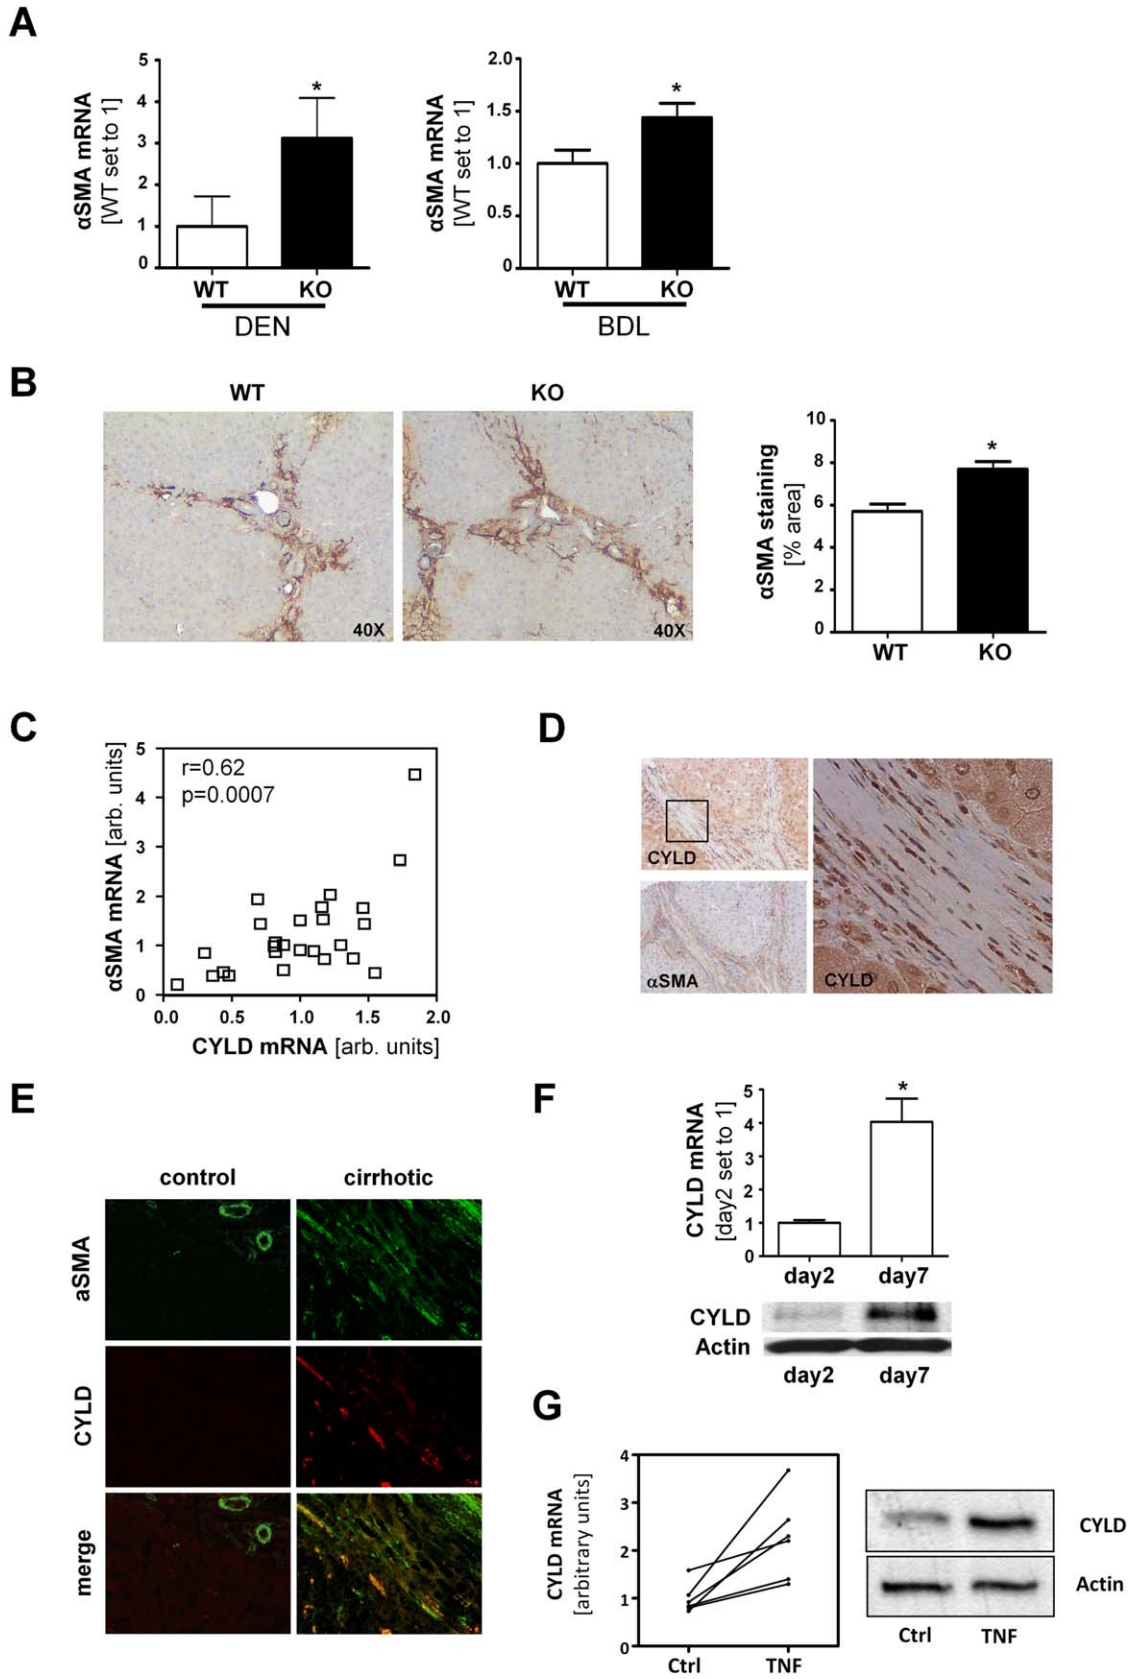 A
αSMA mRNA
[WT set to 1]
5
4
3
2
1
0
*
WT KO
DEN
αSMA mRNA
[WT set to 1]
2.0
1.5
1.0
0.5
0
*
WT KO
BDL
B
WT
KO
40X
40X
αSMA staining
[% area]
10
8
6
4
2
0
*
WT KO
C
αSMA mRNA [arb. units]
5
4
3
2
1
0
r=0.62
p=0.0007
0.0 0.5 1.0 1.5 2.0
CYLD mRNA [arb. units]
D
CYLD
αSMA
CYLD
E
control cirrhotic
aSMA
CYLD
merge
F
CYLD mRNA
[day2 set to 1]
5
4
3
2
1
0
*
day2 day7
CYLD
Actin
day2 day7
G
CYLD mRNA
[arbitrary units]
4
3
2
1
0
Ctrl TNF
CYLD
Actin
Ctrl TNF